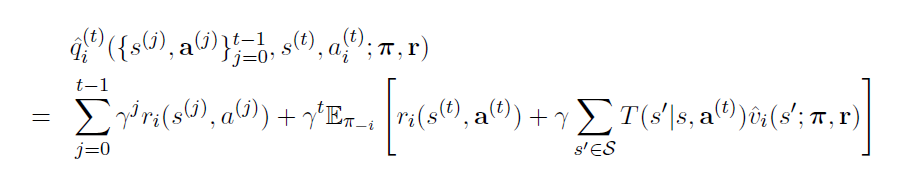 \hat{q}_i^{(t)}(\{s^{(j)}, \mathbf{a}^{(j)}\}_{j=0}^{t-1}, s^{(t)}, a_i^{(t)}; \boldsymbol{\pi}, \mathbf{r})
= \sum_{j=0}^{t-1} \gamma^j r_i(s^{(j)}, a^{(j)}) + \gamma^t \mathbb{E}_{\pi_{-i}} \left[ r_i(s^{(t)}, \mathbf{a}^{(t)}) + \gamma \sum_{s' \in \mathcal{S}} T(s'|s, \mathbf{a}^{(t)}) \hat{v}_i(s'; \boldsymbol{\pi}, \mathbf{r}) \right]